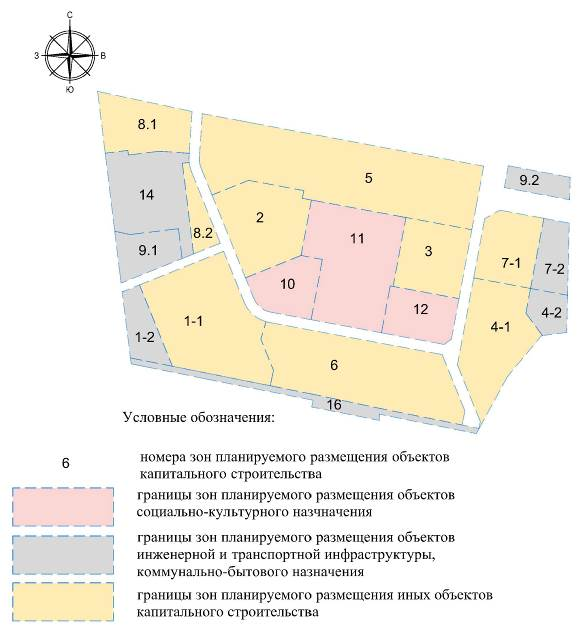 С
З В
Ю
8.1
5
9.2
14
2
8.2
11
3
7-1
7-2
9.1
10
12
1-1
4-1
4-2
1-2
6
16
Условные обозначения:
6
номера зон планируемого размещения объектов
капитального строительства
границы зон планируемого размещения объектов
социально-культурного назчначения
границы зон планируемого размещения объектов
инженерной и транспортной инфраструктуры,
коммунально-бытового назначения
границы зон планируемого размещения иных объектов
капитального строительства